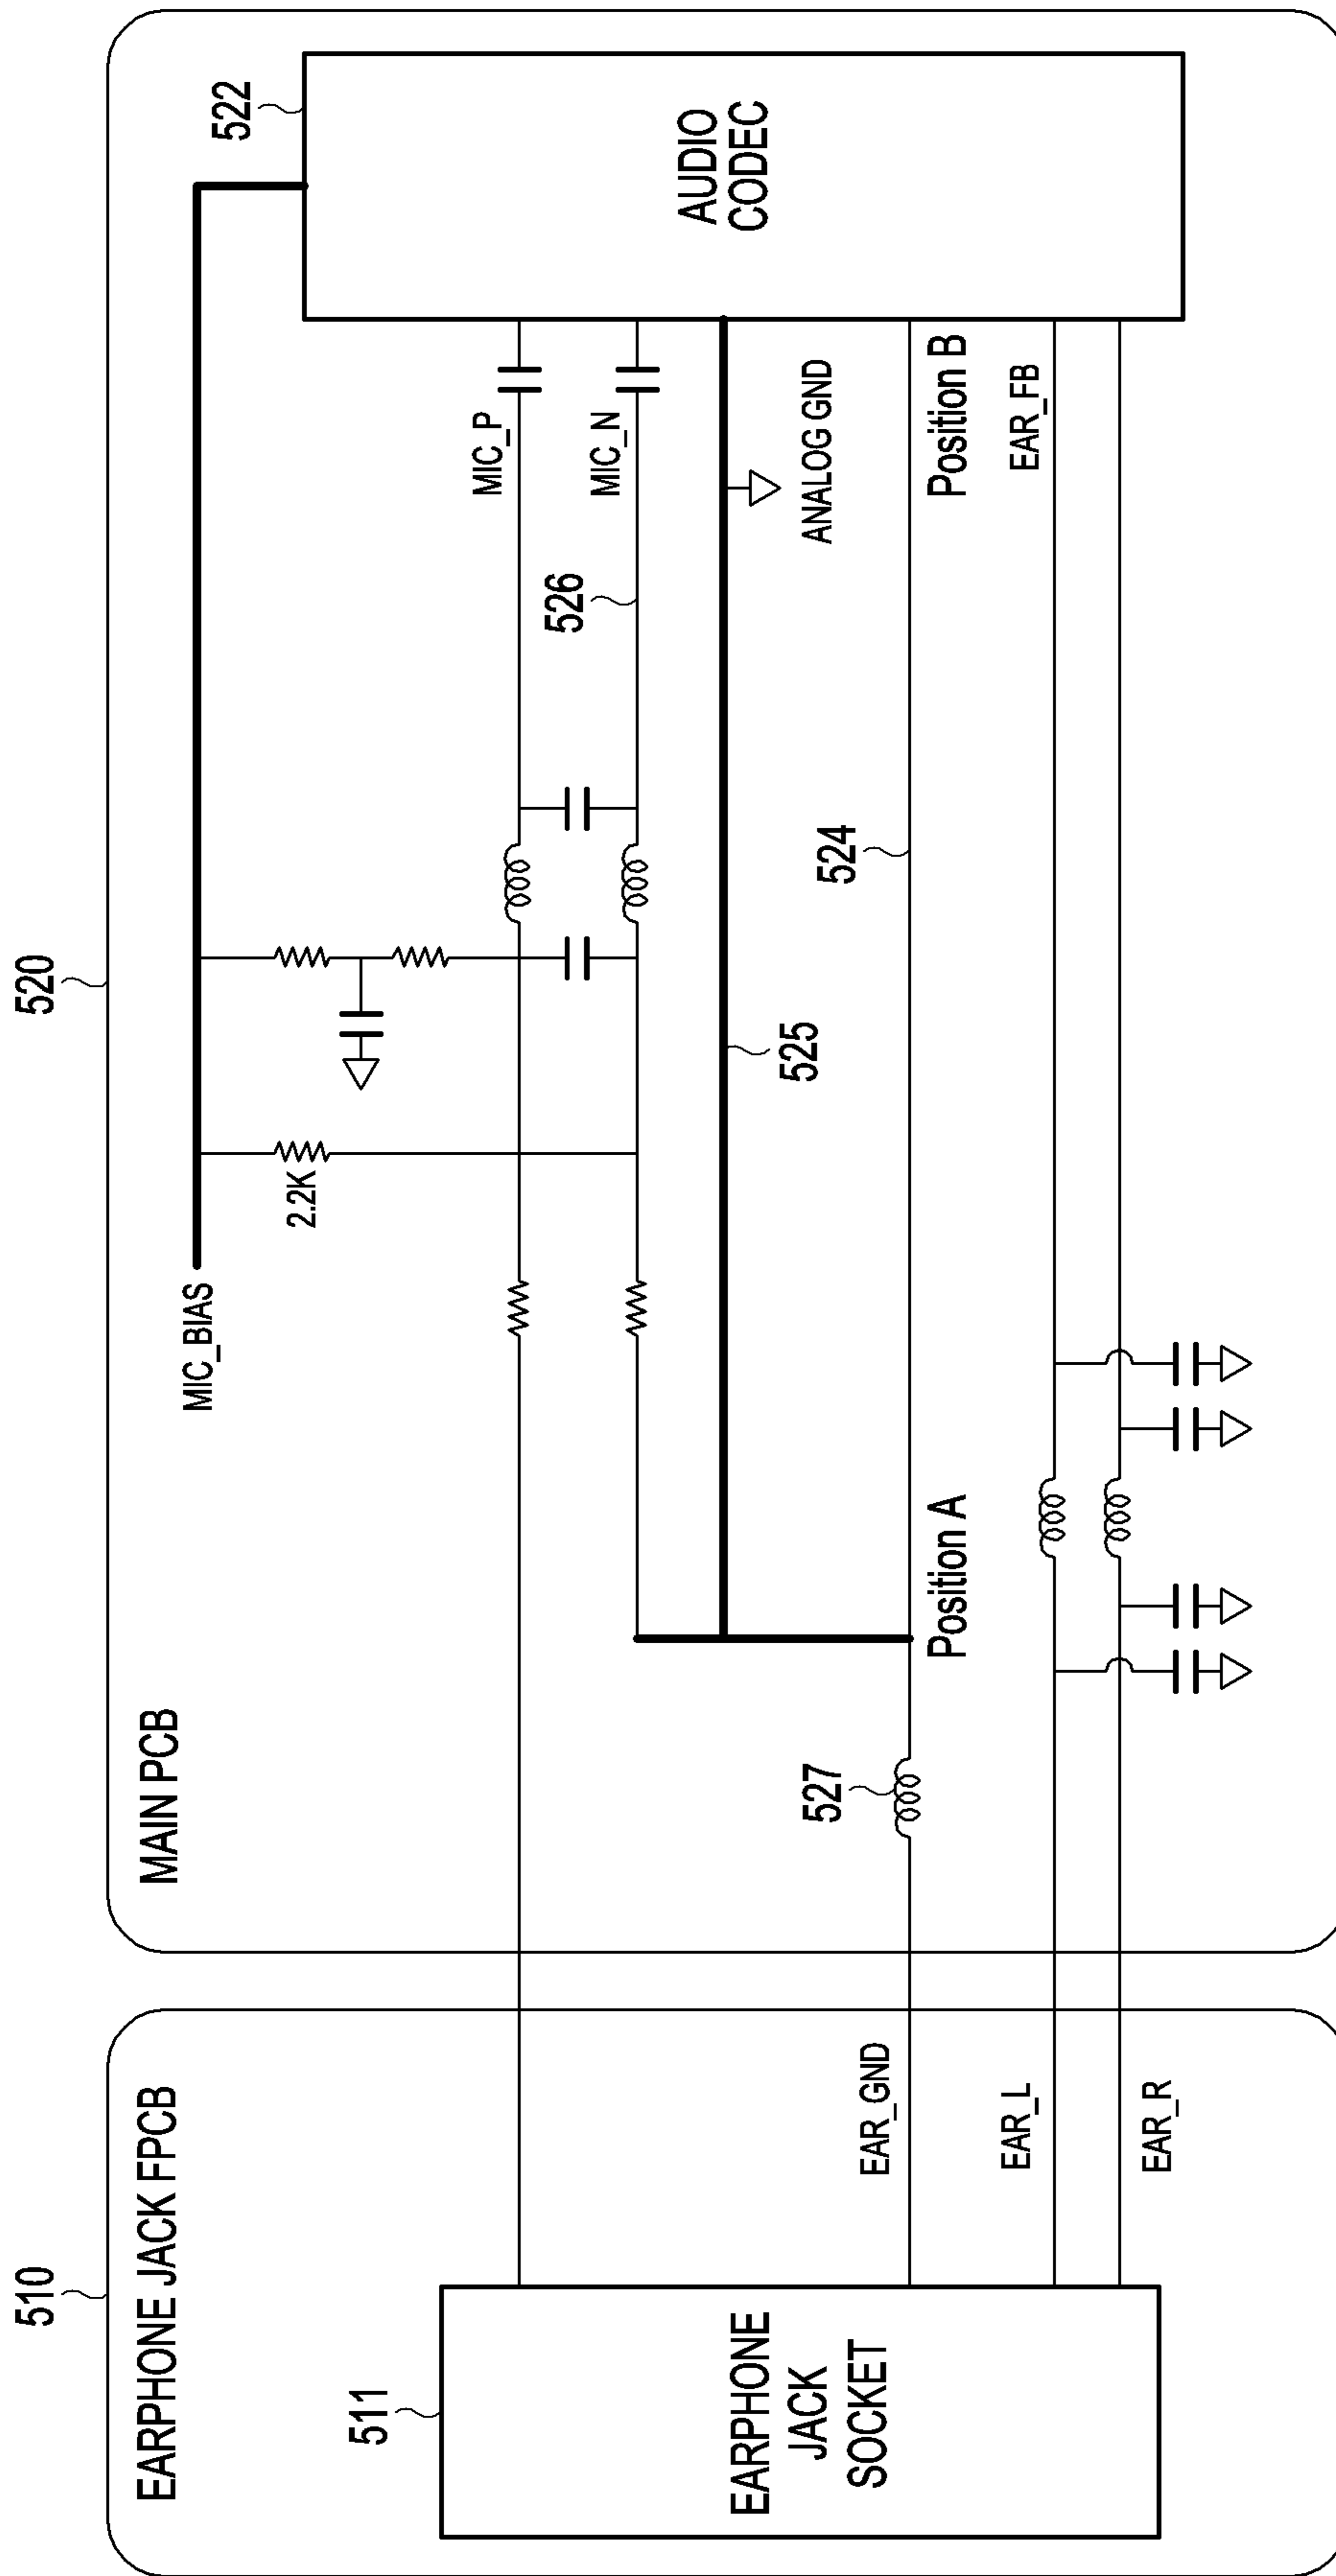 510
EARPHONE JACK FPCB
511
EARPHONE
JACK
SOCKET
EAR_GND
EAR_L
EAR_R
520
MAIN PCB
MIC_BIAS
2.2K
522
AUDIO
CODEC
MIC_P
MIC_N
526
525
ANALOG GND
524
527
Position A
Position B
EAR_FB